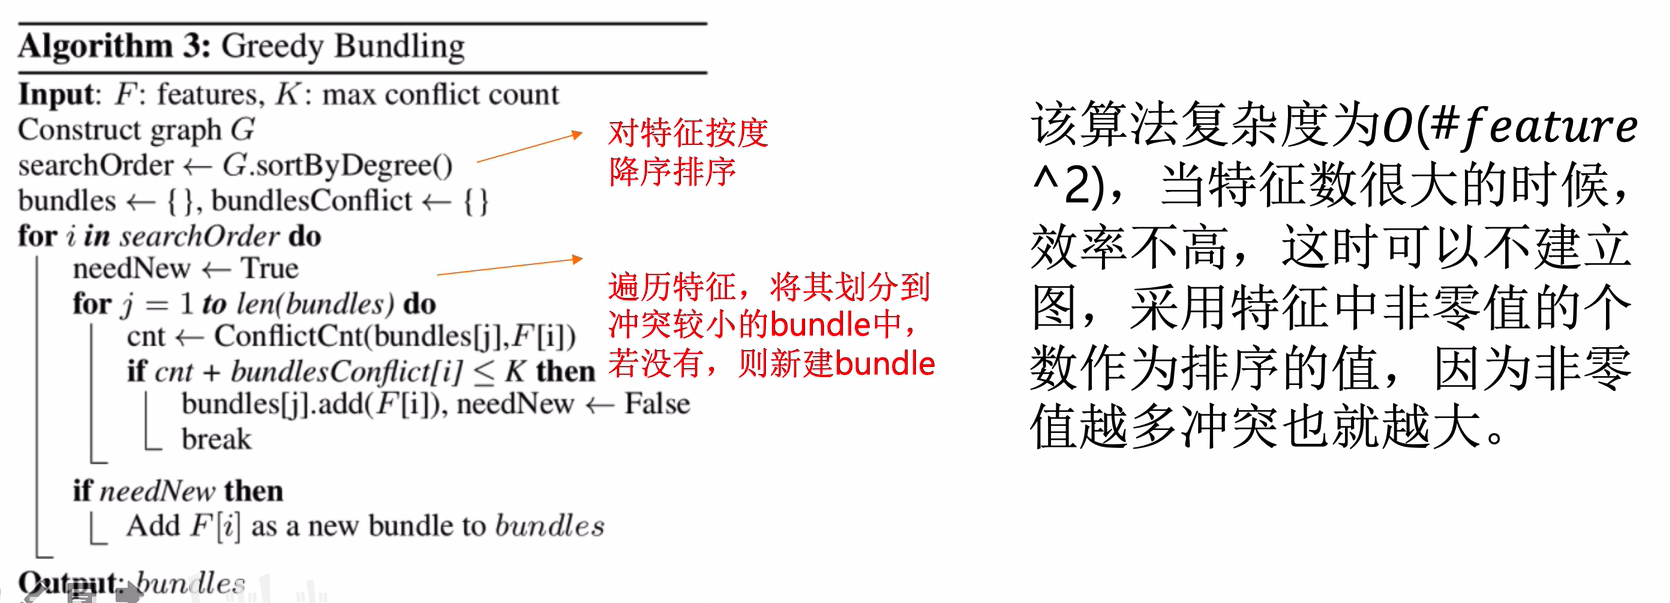 Algorithm 3: Greedy Bundling
Input: F: features, K: max conflict count
Construct graph G
searchOrder ← G.sortByDegree()
bundles ← {}, bundlesConflict ← {}
for i in searchOrder do
needNew ← True
for j = 1 to len(bundles) do
cnt ← ConflictCnt(bundles[j],F[i])
if cnt + bundlesConflict[i] ≤ K then
bundles[j].add(F[i]), needNew ← False
break
if needNew then
Add F[i] as a new bundle to bundles
Output: bundles
对特征按度
降序排序
遍历特征，将其划分到
冲突较小的bundle中，
若没有，则新建bundle
该算法复杂度为O(#feature
^2)，当特征数很大的时候，
效率不高，这时可以不建立
图，采用特征中非零值的个
数作为排序的值，因为非零
值越多冲突也就越大。